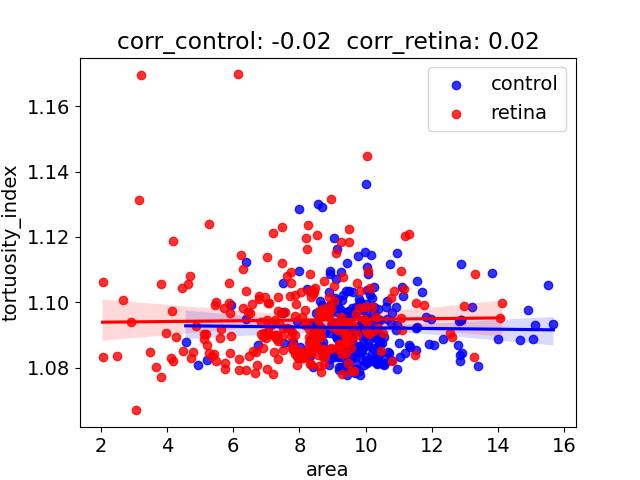 corr_control: -0.02  corr_retina: 0.02
control
retina
1.16
1.14
1.12
1.10
1.08
tortuosity_index
2 4 6 8 10 12 14 16
area